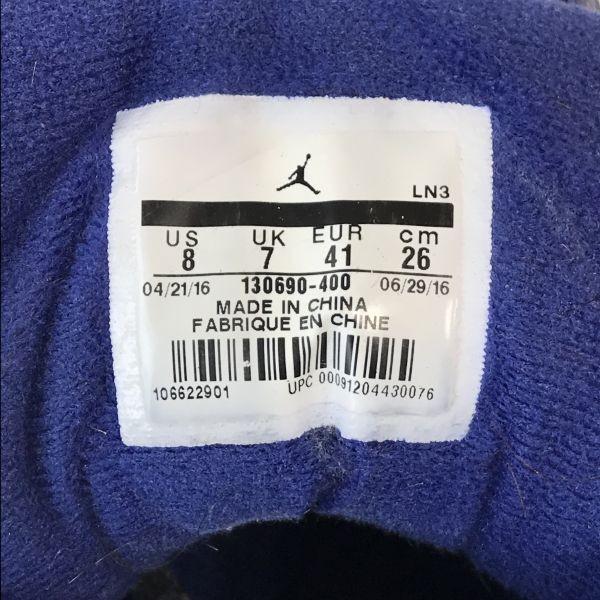 LN3
US UK EUR cm
8 7 41 26
04/21/16 130690-400 06/29/16
MADE IN CHINA
FABRIQUE EN CHINE
106622901 UPC 00091204430076